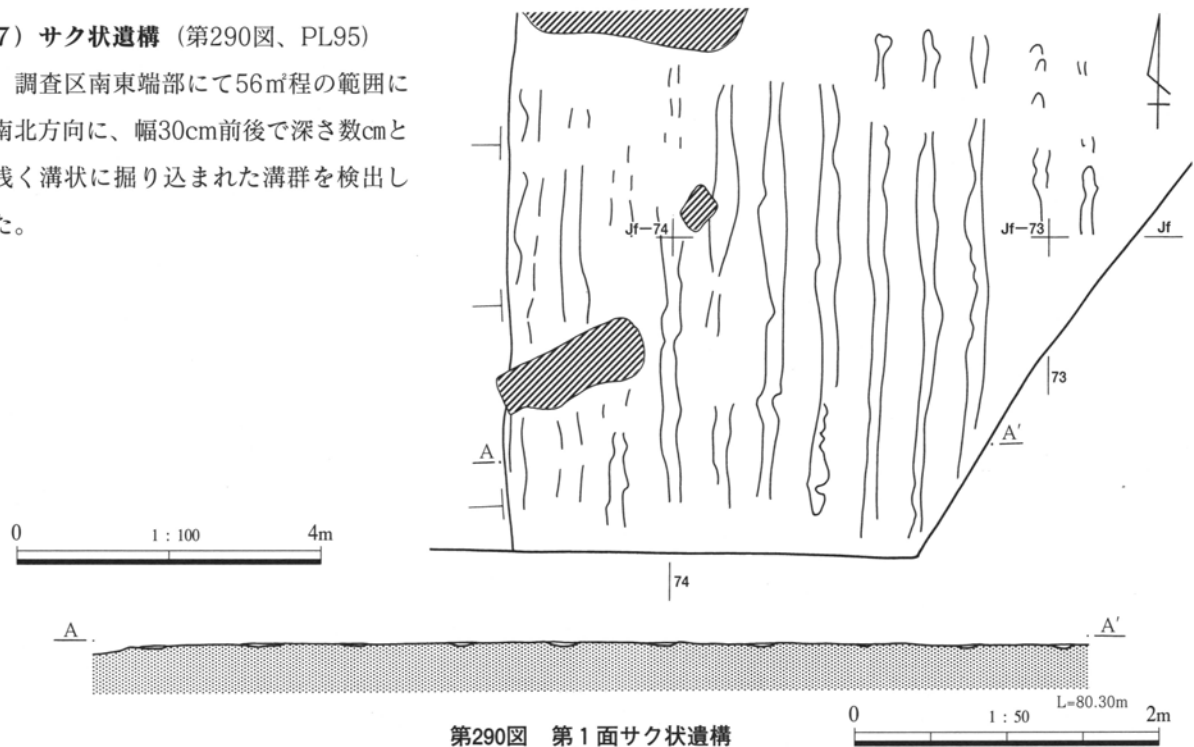 7）サク状遺構（第290図、PL95）
調査区南東端部にて56㎡程の範囲に
南北方向に、幅30cm前後で深さ数cmと
浅く溝状に掘り込まれた溝群を検出し
た。
Jf－74
Jf－73
Jf
73
A
A′
74
0
1：100
4m
A
A′
L=80.30m
0
1：50
2m
第290図　第１面サク状遺構